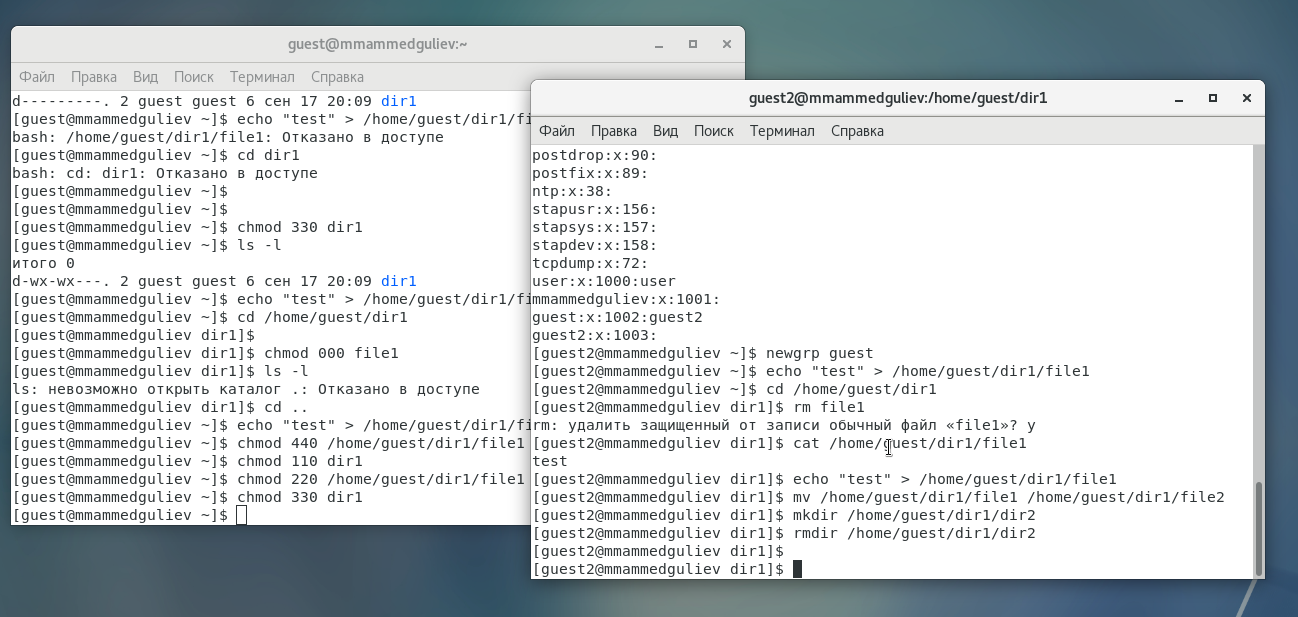 guest@mmammedguliev:~
Файл Правка Вид Поиск Терминал Справка
d---------. 2 guest guest 6 сен 17 20:09 dir1
[guest@mmammedguliev ~]$ echo "test" > /home/guest/dir1/fi
bash: /home/guest/dir1/file1: Отказано в доступе
[guest@mmammedguliev ~]$ cd dir1
bash: cd: dir1: Отказано в доступе
[guest@mmammedguliev ~]$
[guest@mmammedguliev ~]$
[guest@mmammedguliev ~]$ chmod 330 dir1
[guest@mmammedguliev ~]$ ls -l
итого 0
d-wx-wx---. 2 guest guest 6 сен 17 20:09 dir1
[guest@mmammedguliev ~]$ echo "test" > /home/guest/dir1/fi
[guest@mmammedguliev ~]$ cd /home/guest/dir1
[guest@mmammedguliev dir1]$
[guest@mmammedguliev dir1]$ chmod 000 file1
[guest@mmammedguliev dir1]$ ls -l
ls: невозможно открыть каталог .: Отказано в доступе
[guest@mmammedguliev dir1]$ cd ..
[guest@mmammedguliev ~]$ echo "test" > /home/guest/dir1/fi
[guest@mmammedguliev ~]$ chmod 440 /home/guest/dir1/file1
[guest@mmammedguliev ~]$ chmod 110 dir1
[guest@mmammedguliev ~]$ chmod 220 /home/guest/dir1/file1
[guest@mmammedguliev ~]$ chmod 330 dir1
[guest@mmammedguliev ~]$
guest2@mmammedguliev:/home/guest/dir1
Файл Правка Вид Поиск Терминал Справка
postdrop:x:90:
postfix:x:89:
ntp:x:38:
stapusr:x:156:
stapsys:x:157:
stapdev:x:158:
tcpdump:x:72:
user:x:1000:user
mmammedguliev:x:1001:
guest:x:1002:guest2
guest2:x:1003:
[guest2@mmammedguliev ~]$ newgrp guest
[guest2@mmammedguliev ~]$ echo "test" > /home/guest/dir1/file1
[guest2@mmammedguliev ~]$ cd /home/guest/dir1
[guest2@mmammedguliev dir1]$ rm file1
rm: удалить защищенный от записи обычный файл «file1»? y
[guest2@mmammedguliev dir1]$ cat /home/guest/dir1/file1
test
[guest2@mmammedguliev dir1]$ echo "test" > /home/guest/dir1/file1
[guest2@mmammedguliev dir1]$ mv /home/guest/dir1/file1 /home/guest/dir1/file2
[guest2@mmammedguliev dir1]$ mkdir /home/guest/dir1/dir2
[guest2@mmammedguliev dir1]$ rmdir /home/guest/dir1/dir2
[guest2@mmammedguliev dir1]$
[guest2@mmammedguliev dir1]$